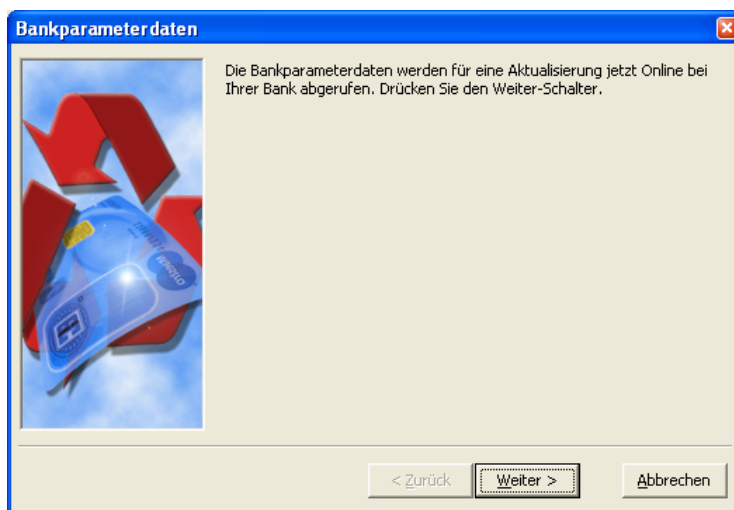 Bankparameterdaten
Die Bankparameterdaten werden für eine Aktualisierung jetzt Online bei
Ihrer Bank abgerufen. Drücken Sie den Weiter-Schalter.
< Zurück
Weiter >
Abbrechen